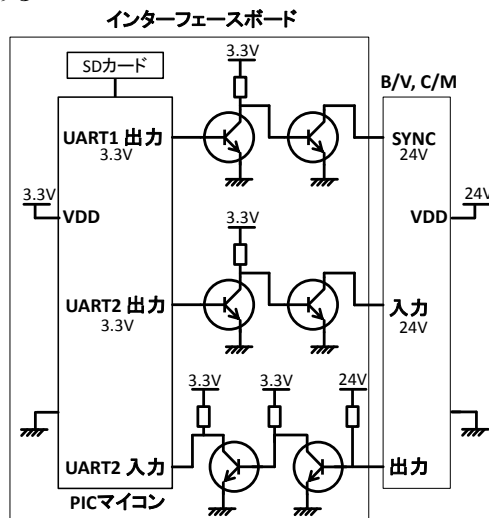 インターフェースボード
SDカード
3.3V
B/V, C/M
UART1 出力
3.3V
SYNC
24V
3.3V
VDD
24V
VDD
3.3V
UART2 出力
3.3V
入力
24V
3.3V
3.3V
24V
UART2 入力
出力
PICマイコン